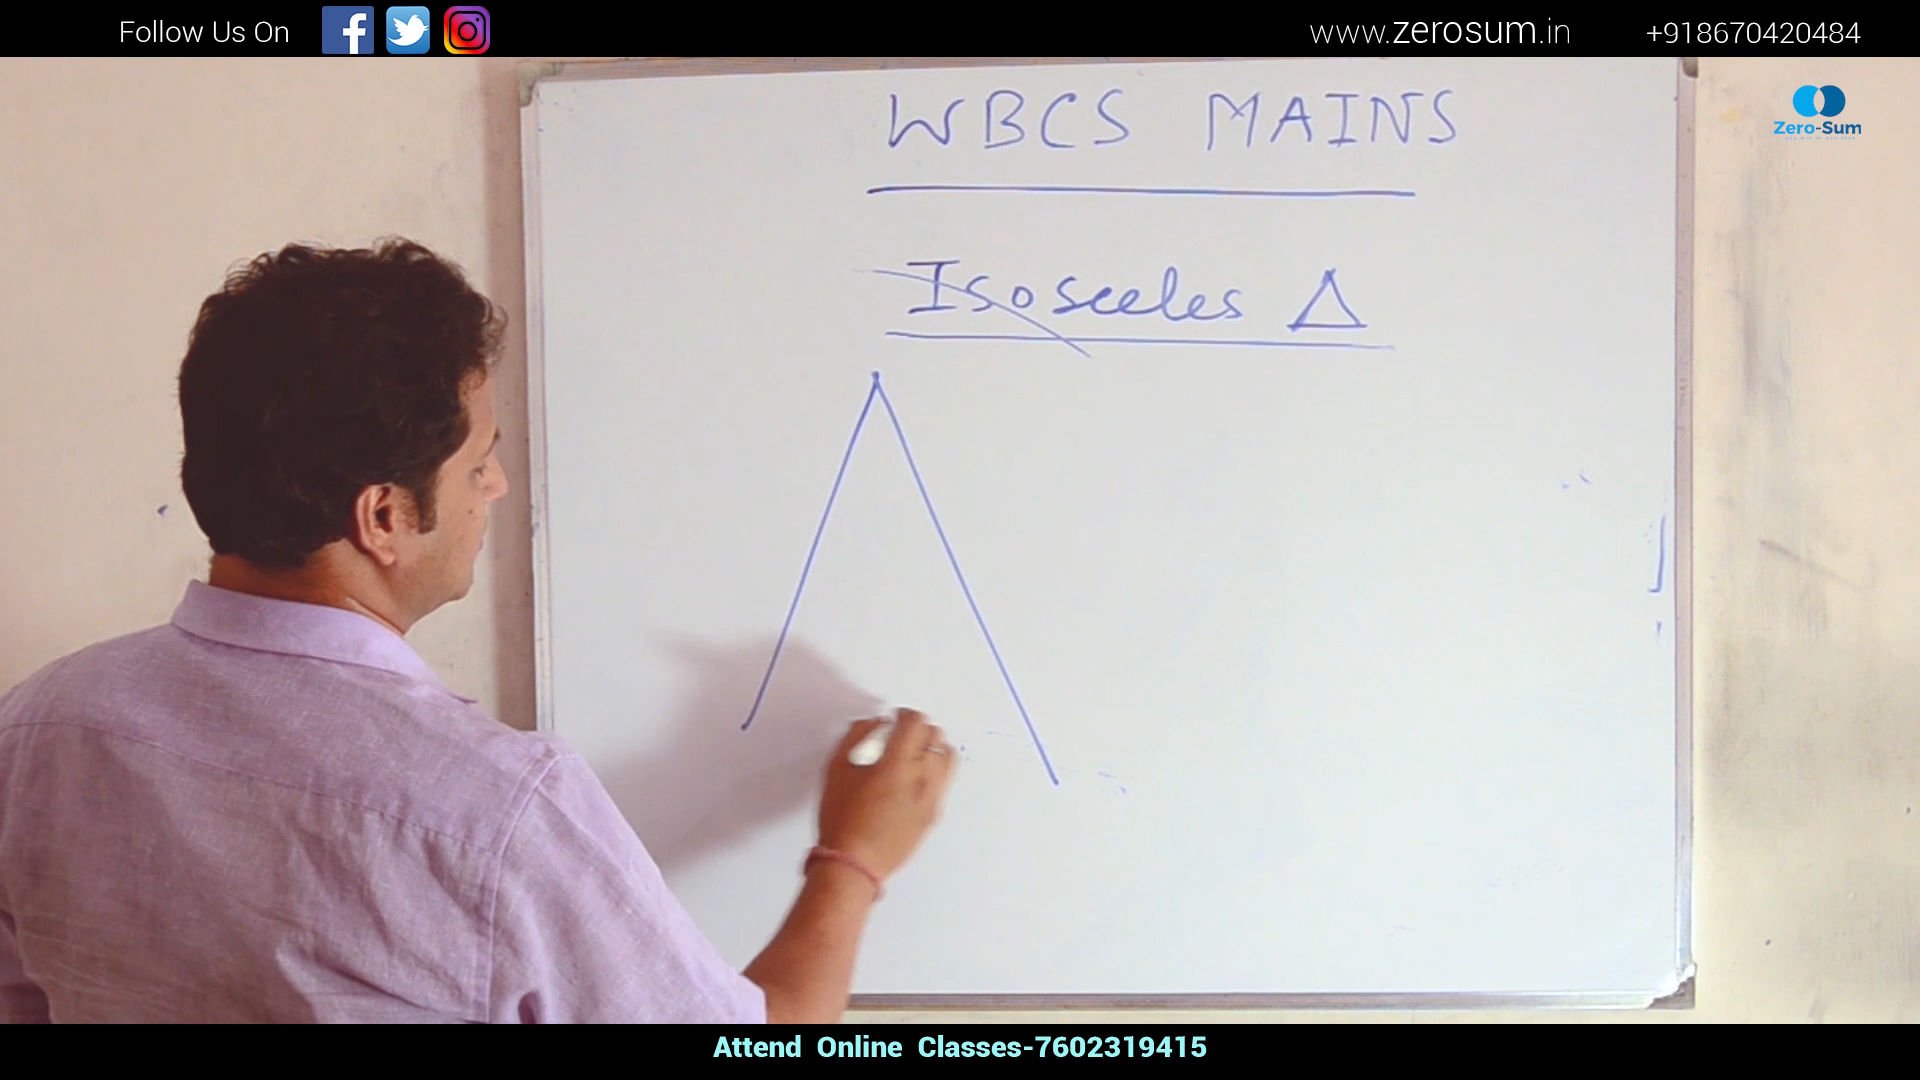 Follow Us On
www.zerosum.in
+918670420484
Zero-Sum
WBCS MAINS
Isosceles Δ
Attend Online Classes-7602319415